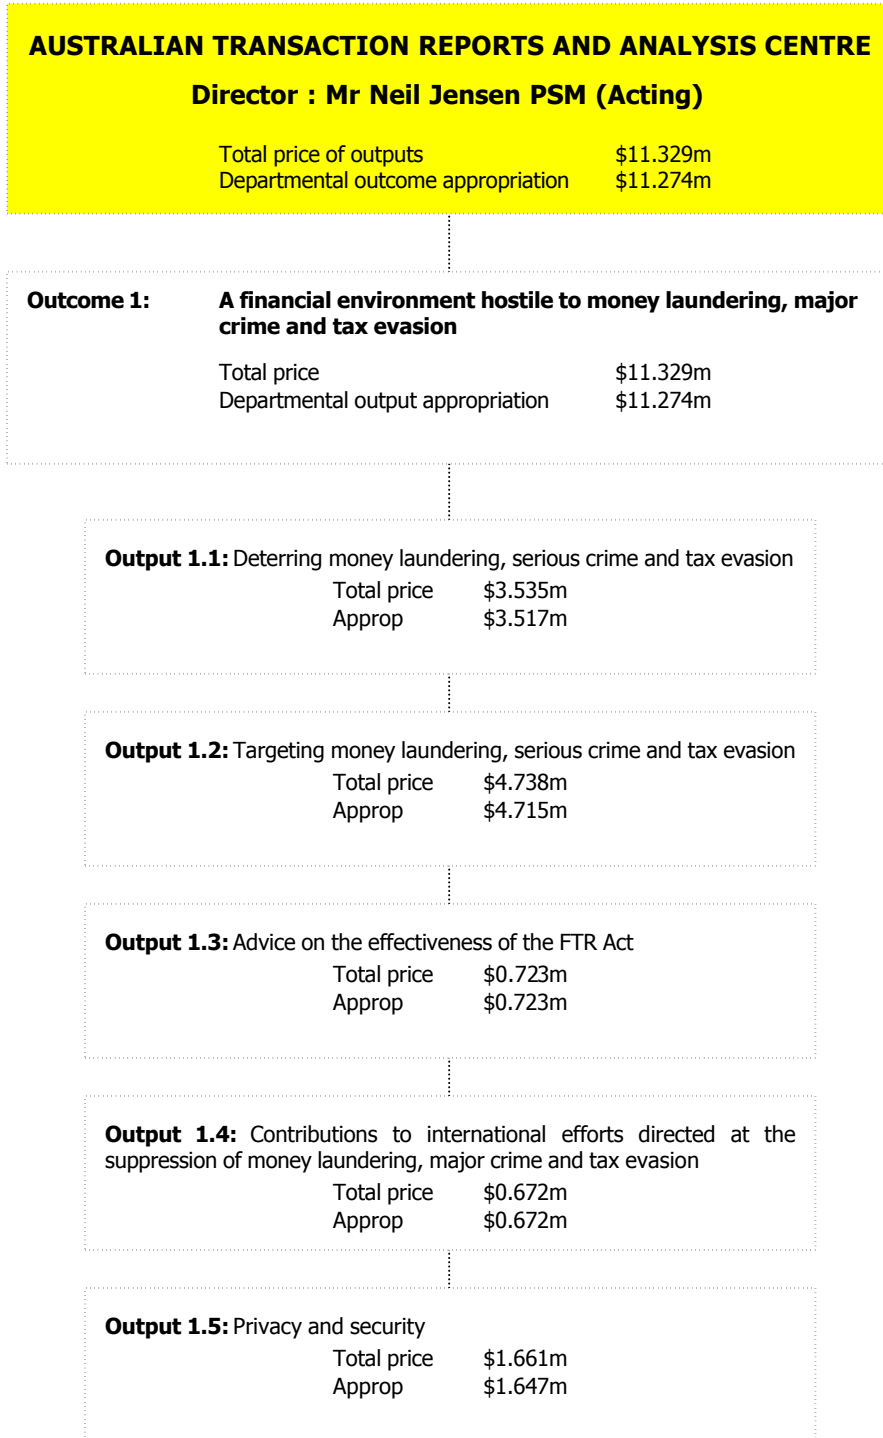 AUSTRALIAN TRANSACTION REPORTS AND ANALYSIS CENTRE
Director : Mr Neil Jensen PSM (Acting)
Total price of outputs $11.329m
Departmental outcome appropriation $11.274m
Outcome 1: A financial environment hostile to money laundering, major
crime and tax evasion
Total price $11.329m
Departmental output appropriation $11.274m
Output 1.1: Deterring money laundering, serious crime and tax evasion
Total price $3.535m
Approp $3.517m
Output 1.2: Targeting money laundering, serious crime and tax evasion
Total price $4.738m
Approp $4.715m
Output 1.3: Advice on the effectiveness of the FTR Act
Total price $0.723m
Approp $0.723m
Output 1.4: Contributions to international efforts directed at the
suppression of money laundering, major crime and tax evasion
Total price $0.672m
Approp $0.672m
Output 1.5: Privacy and security
Total price $1.661m
Approp $1.647m